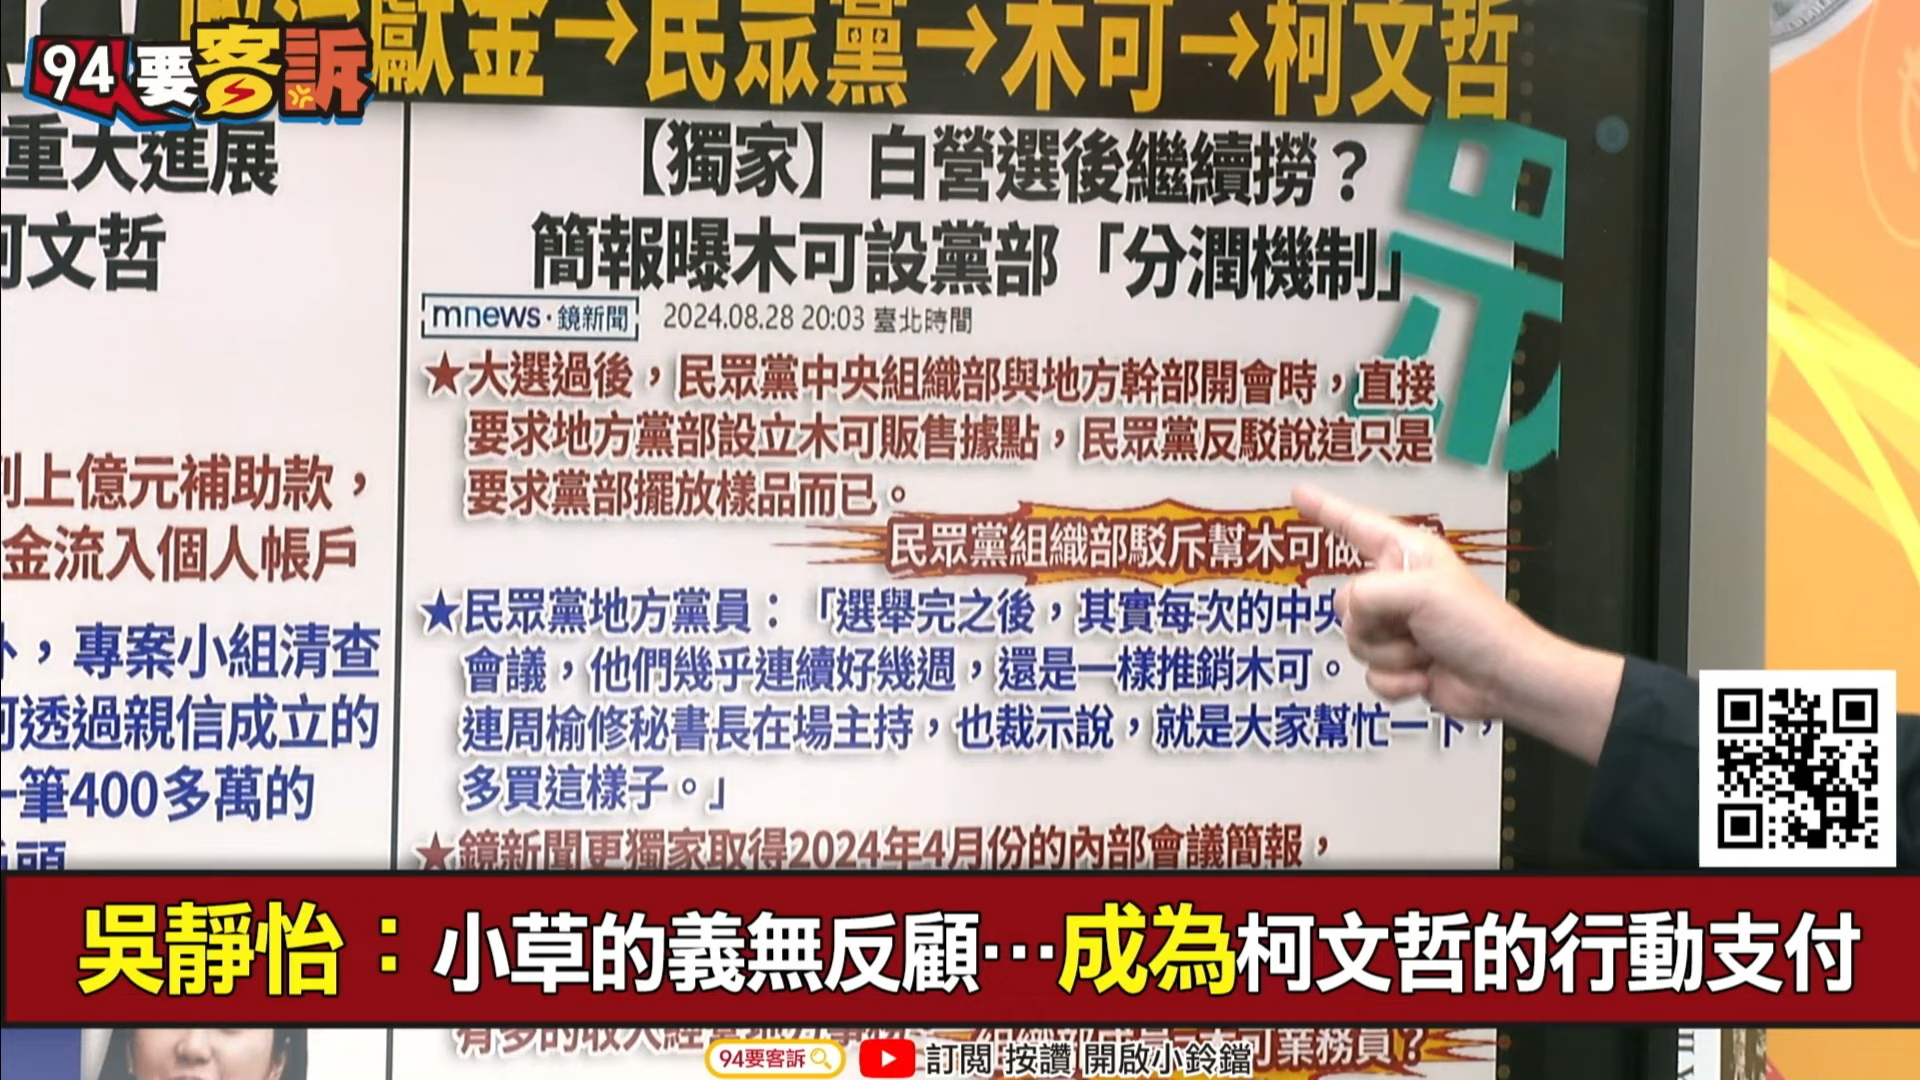 94要客訴
獻金→民眾黨→木可→柯文哲
重大進展
柯文哲
【獨家】白營選後繼續撈？
簡報曝木可設黨部「分潤機制」
眾
mnews·鏡新聞 2024.08.28 20:03 臺北時間
★大選過後，民眾黨中央組織部與地方幹部開會時，直接
要求地方黨部設立木可販售據點，民眾黨反駁說這只是
要求黨部擺放樣品而已。
民眾黨組織部駁斥幫木可做
★民眾黨地方黨員：「選舉完之後，其實每次的中央
會議，他們幾乎連續好幾週，還是一樣推銷木可。
連周榆修秘書長在場主持，也裁示說，就是大家幫忙一下，
多買這樣子。」
★鏡新聞更獨家取得2024年4月份的內部會議簡報，
上億元補助款，
金流入個人帳戶
，專案小組清查
透過親信成立的
一筆400多萬的
吳靜怡：小草的義無反顧…成為柯文哲的行動支付
木可業務員？
94要客訴
訂閱 按讚 開啟小鈴鐺